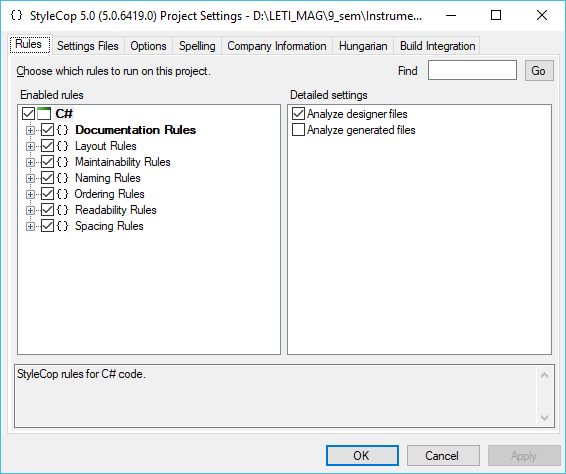 {} StyleCop 5.0 (5.0.6419.0) Project Settings - D:\LETI_MAG\9_sem\Instrume...
Rules Settings Files Options Spelling Company Information Hungarian Build Integration
Choose which rules to run on this project.
Find
Go
Enabled rules
C#
{} Documentation Rules
{} Layout Rules
{} Maintainability Rules
{} Naming Rules
{} Ordering Rules
{} Readability Rules
{} Spacing Rules
Detailed settings
Analyze designer files
Analyze generated files
StyleCop rules for C# code.
OK Cancel Apply